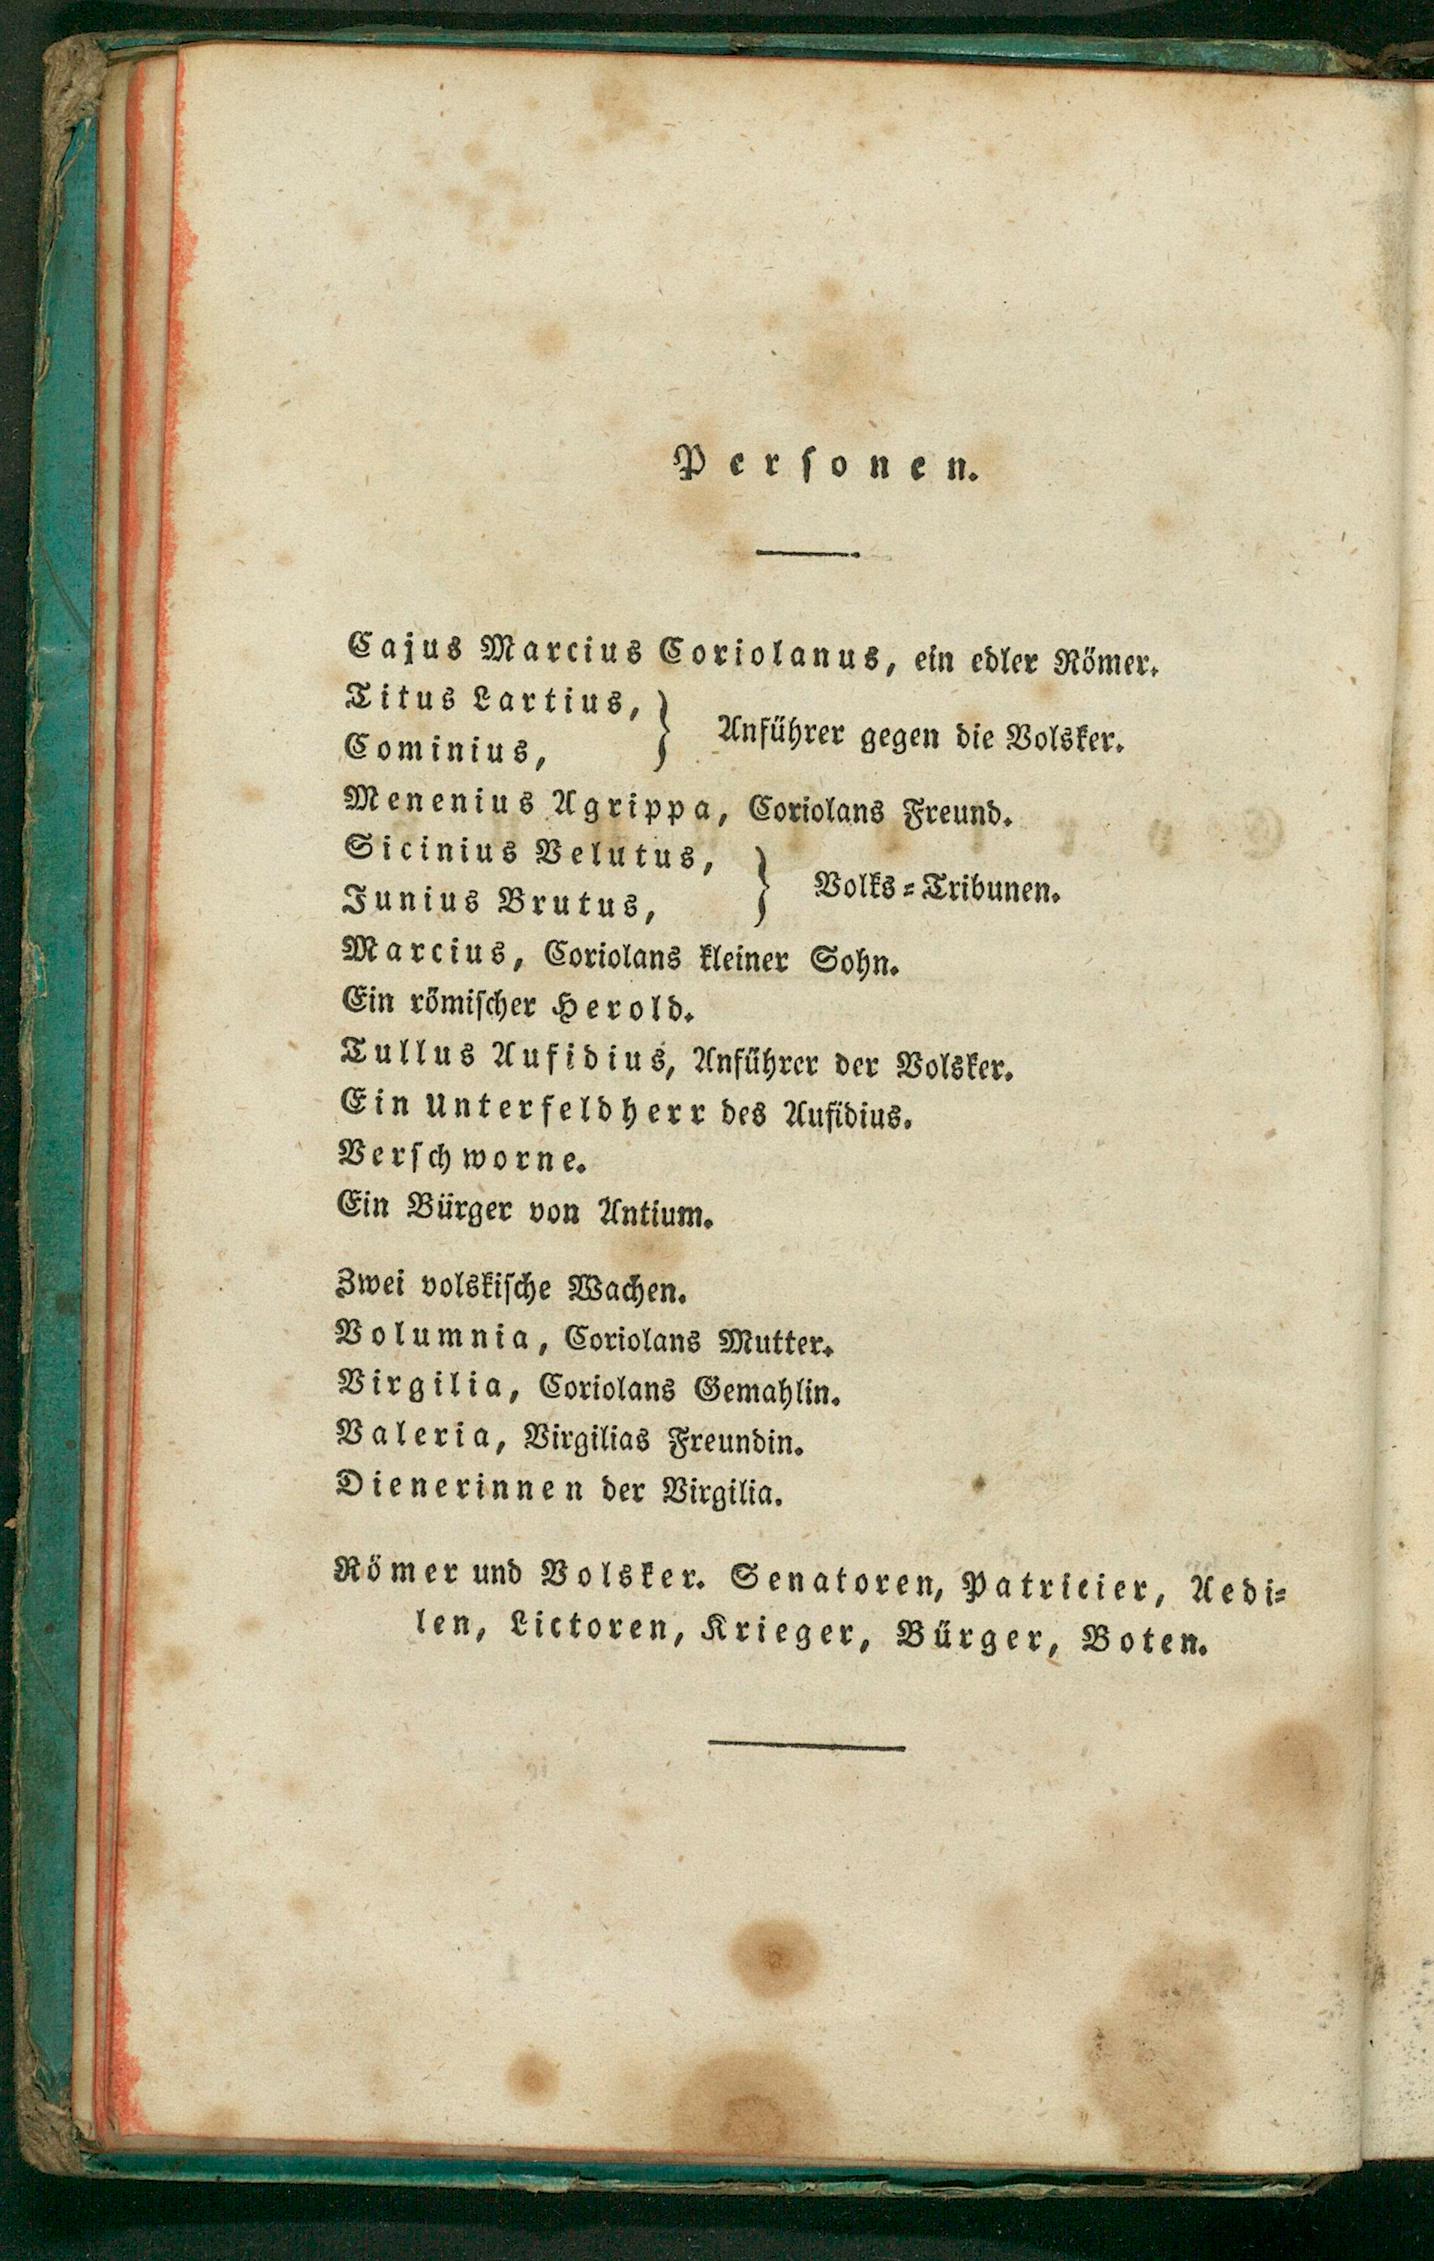 Personen.
Cajus Marcius Coriolanus, ein edler Römer.
Titus Lartius,
Cominius,
} Anführer gegen die Volsker.
Menenius Agrippa, Coriolans Freund.
Sicinius Velutus,
Junius Brutus,
} Volks=Tribunen.
Marcius, Coriolans kleiner Sohn.
Ein römischer Herold.
Tullus Aufidius, Anführer der Volsker.
Ein Unterfeldherr des Aufidius.
Verschworne.
Ein Bürger von Antium.
Zwei volskische Wachen.
Volumnia, Coriolans Mutter.
Virgilia, Coriolans Gemahlin.
Valeria, Virgilias Freundin.
Dienerinnen der Virgilia.
Römer und Volsker. Senatoren, Patricier, Aedi=
len, Lictoren, Krieger, Bürger, Boten.